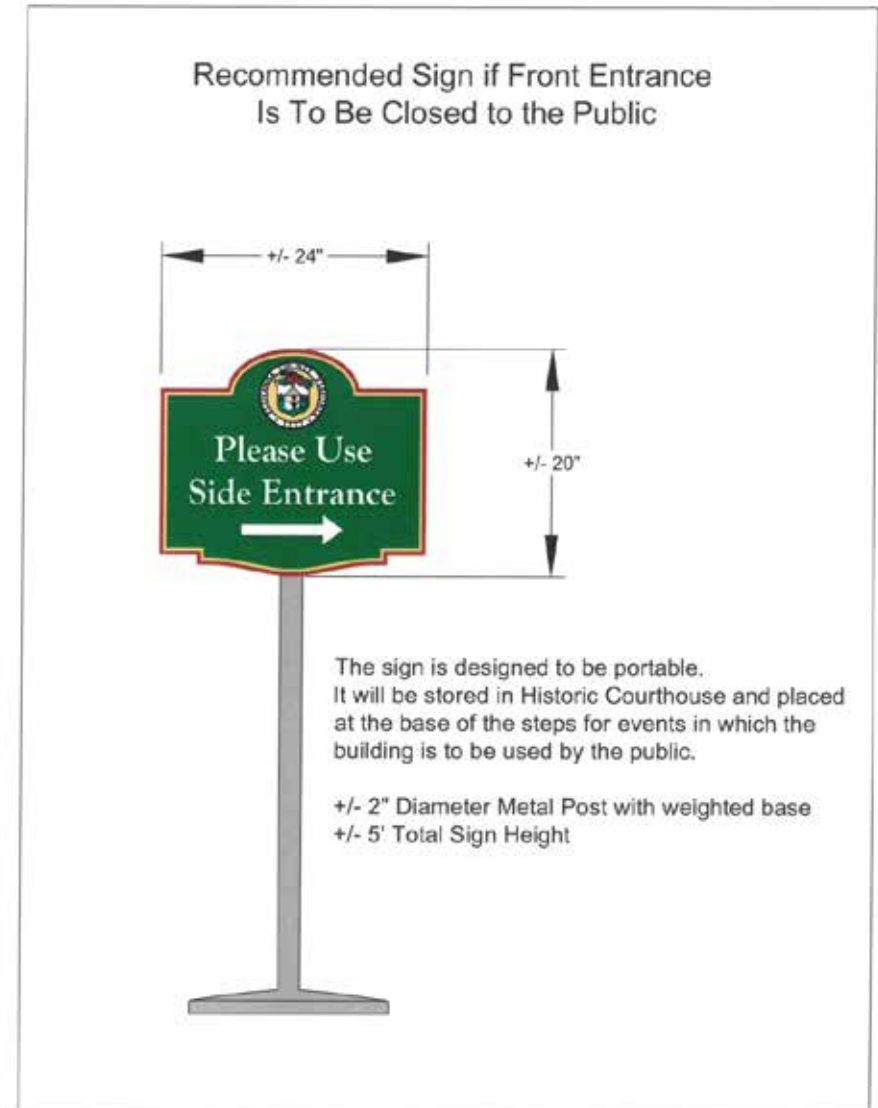 Recommended Sign if Front Entrance
Is To Be Closed to the Public
+/- 24"
+/- 20"
Please Use
Side Entrance
The sign is designed to be portable.
It will be stored in Historic Courthouse and placed
at the base of the steps for events in which the
building is to be used by the public.
+/- 2" Diameter Metal Post with weighted base
+/- 5' Total Sign Height